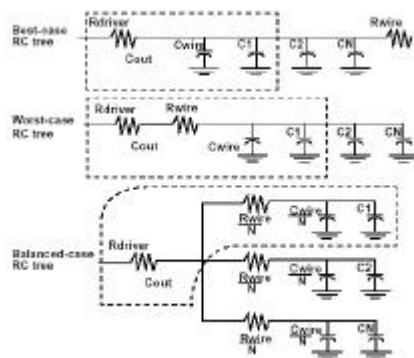 Best-case
RC tree
Rdriver
Cout
Cwire
C1
C2
CN
Rwire
Worst-case
RC tree
Rdriver
Rwire
Cout
Cwire
C1
C2
CN
Balanced-case
RC tree
Rdriver
Cout
Rwire
N
Cwire
N
C1
Rwire
N
Cwire
N
C2
Rwire
N
Cwire
N
CN